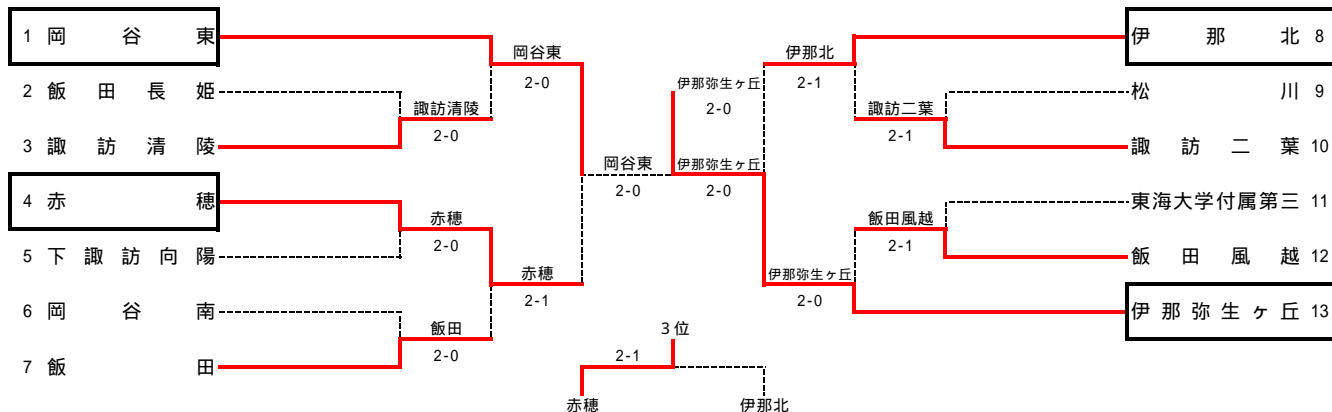 1 岡谷東
岡谷東
2-0
2 飯田長姫
諏訪清陵
2-0
3 諏訪清陵
岡谷東
2-0
4 赤穂
赤穂
2-0
5 下諏訪向陽
赤穂
2-1
6 岡谷南
飯田
2-0
7 飯田
伊那弥生ヶ丘
2-0
伊那弥生ヶ丘
2-0
伊那北 8
伊那北
2-1
松川 9
諏訪二葉
2-1
諏訪二葉 10
東海大学付属第三 11
飯田風越
2-1
飯田風越 12
伊那弥生ヶ丘
2-0
伊那弥生ヶ丘 13
3位
2-1
赤穂
伊那北